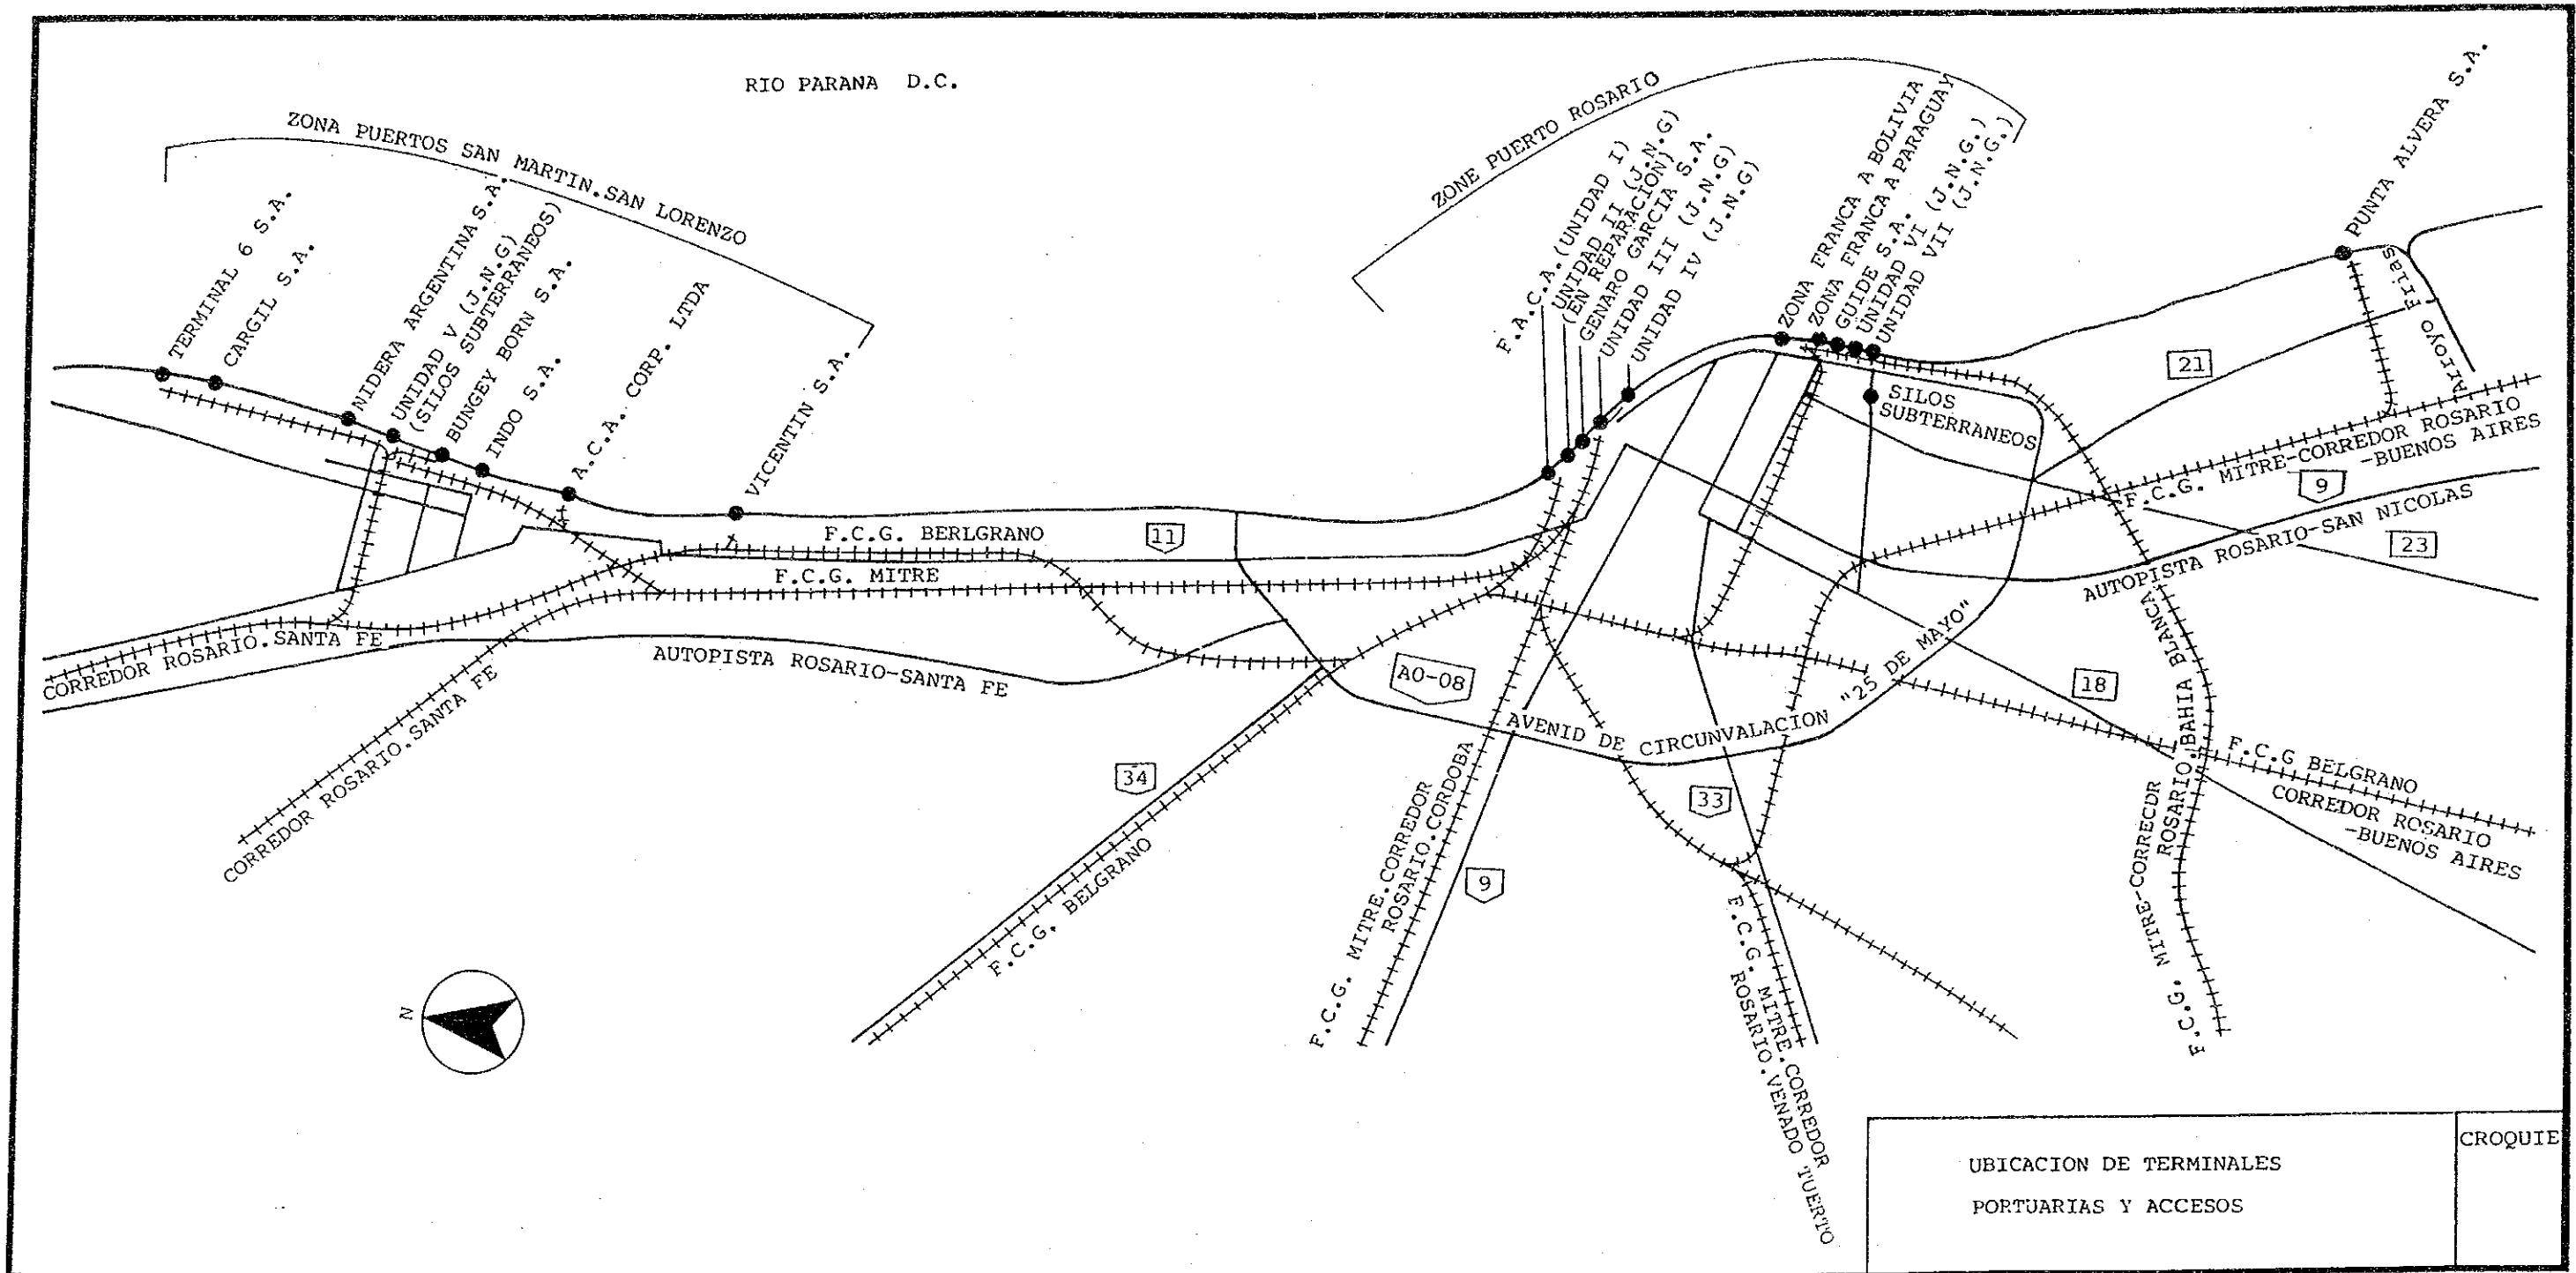 RIO PARANA D.C.
ZONA PUERTOS SAN MARTIN.SAN LORENZO
TERMINAL 6 S.A.
CARGIL S.A.
NIDERA ARGENTINA S.A.
UNIDAD V (J.N.G)
(SILOS SUBTERRANEOS)
BUNGEY BORN S.A.
INDO S.A.
A.C.A. CORP. LTDA
VICENTIN S.A.
ZONE PUERTO ROSARIO
F.A.C.A.(UNIDAD I)
UNIDAD II (J.N.G)
(EN REPARACION)
GENARO GARCIA S.A.
UNIDAD III (J.N.G)
UNIDAD IV (J.N.G)
ZONA FRANCA A BOLIVIA
ZONA FRANCA A PARAGUAY
GUIDE S.A.
UNIDAD VI (J.N.G.)
UNIDAD VII (J.N.G.)
PUNTA ALVERA S.A.
Arroyo Frias
21
SILOS
SUBTERRANEOS
F.C.G. MITRE-CORREDOR ROSARIO
-BUENOS AIRES
9
AUTOPISTA ROSARIO-SAN NICOLAS
23
F.C.G. BERLGRANO
11
F.C.G. MITRE
CORREDOR ROSARIO.SANTA FE
AUTOPISTA ROSARIO-SANTA FE
CORREDOR ROSARIO.SANTA FE
AO-08
AVENID DE CIRCUNVALACION "25 DE MAYO"
18
34
F.C.G. BELGRANO
F.C.G. MITRE.CORREDOR
ROSARIO.CORDOBA
9
33
F.C.G. MITRE.CORREDOR
ROSARIO.VENADO TUERTO
F.C.G. MITRE-CORRECDR
ROSARIO.BAHIA BLANCA
F.C.G BELGRANO
CORREDOR ROSARIO
-BUENOS AIRES
N
UBICACION DE TERMINALES
PORTUARIAS Y ACCESOS
CROQUIE